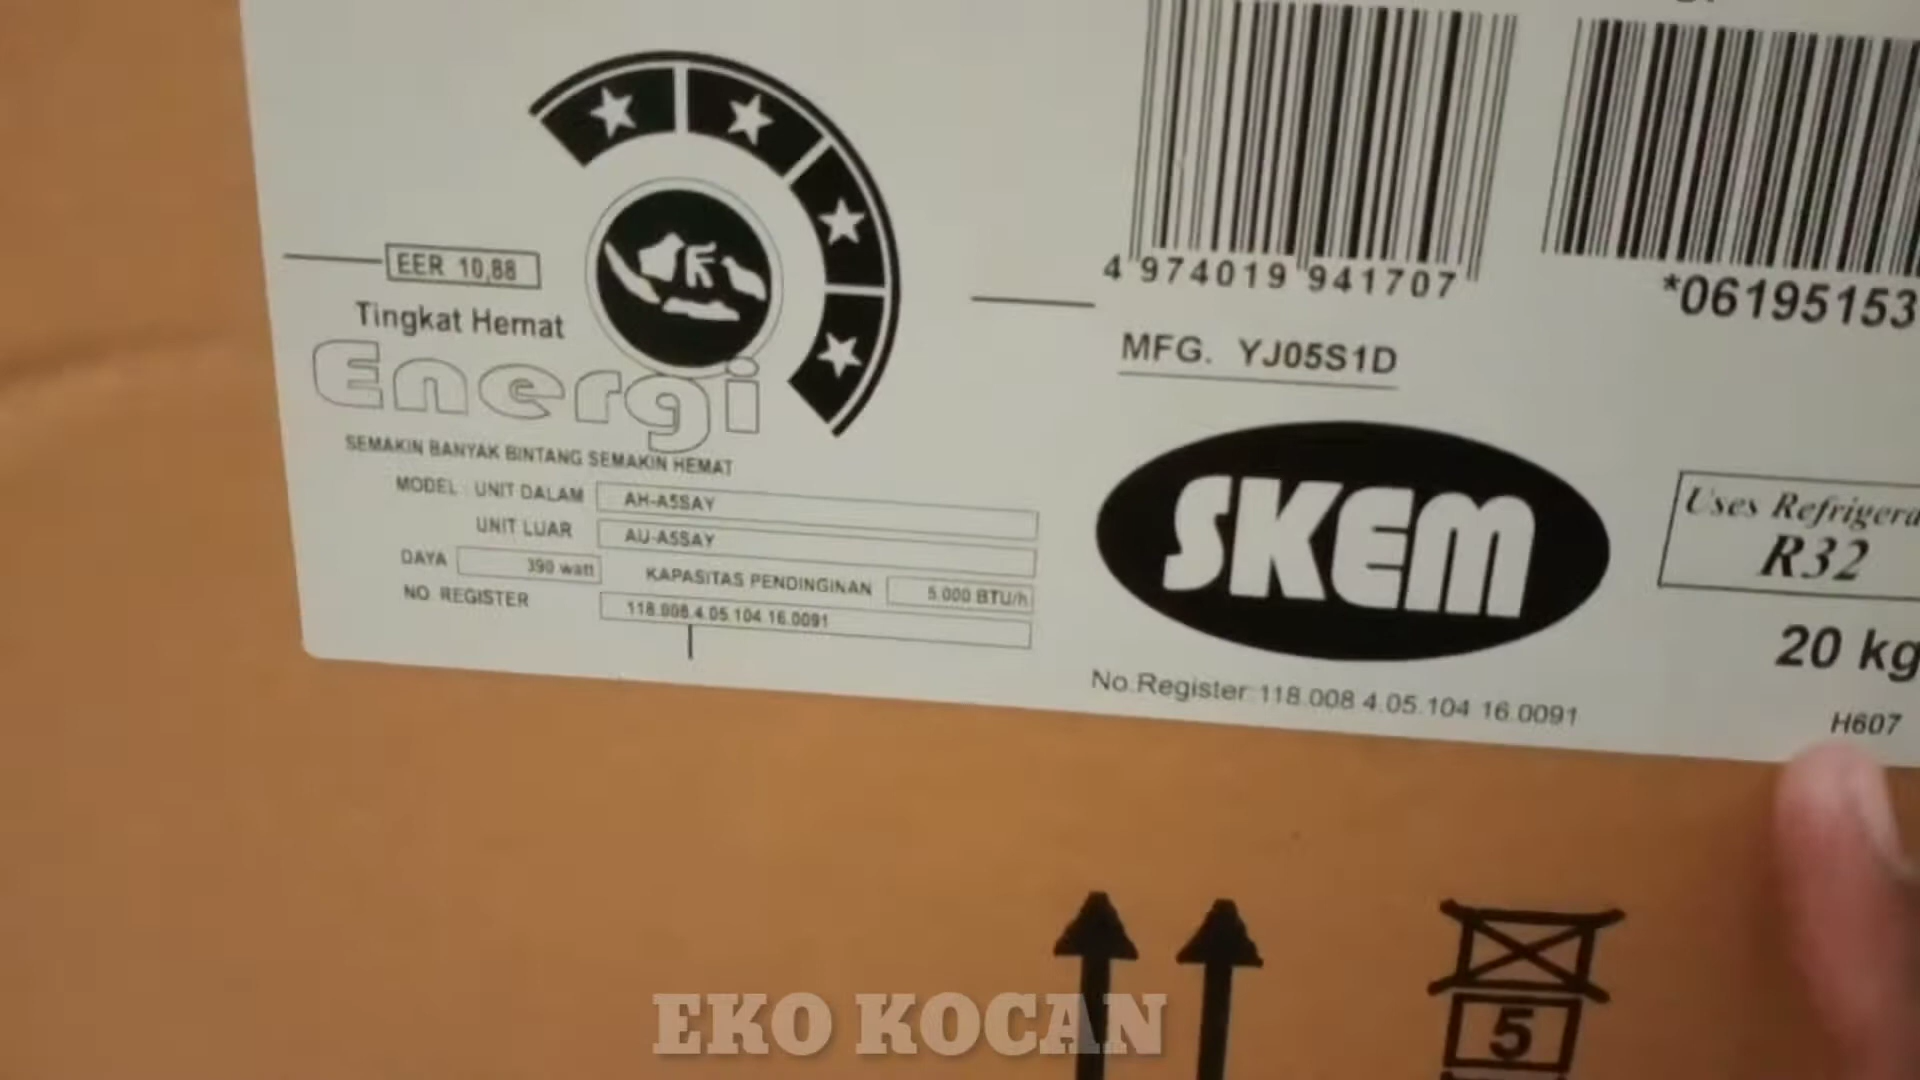 EER 10,88
Tingkat Hemat
Energi
SEMAKIN BANYAK BINTANG SEMAKIN HEMAT
MODEL UNIT DALAM AH-A5SAY
UNIT LUAR AU-A5SAY
DAYA 390 watt KAPASITAS PENDINGINAN 5.000 BTU/h
NO REGISTER 118.008.4.05.104.16.0091
4 974019 941707
*06195153
MFG. YJ05S1D
SKEM
Uses Refrigera
R32
20 kg
No.Register:118.008.4.05.104.16.0091
H607
5
EKO KOCAN